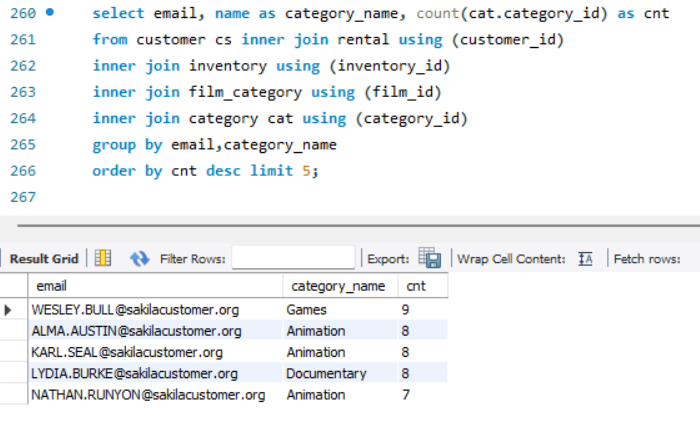 260 select email, name as category_name, count(cat.category_id) as cnt
261 from customer cs inner join rental using (customer_id)
262 inner join inventory using (inventory_id)
263 inner join film_category using (film_id)
264 inner join category cat using (category_id)
265 group by email,category_name
266 order by cnt desc limit 5;
267
Result Grid Filter Rows: Export: Wrap Cell Content: IA Fetch rows:
email category_name cnt
WESLEY.BULL@sakilacustomer.org Games 9
ALMA.AUSTIN@sakilacustomer.org Animation 8
KARL.SEAL@sakilacustomer.org Animation 8
LYDIA.BURKE@sakilacustomer.org Documentary 8
NATHAN.RUNYON@sakilacustomer.org Animation 7